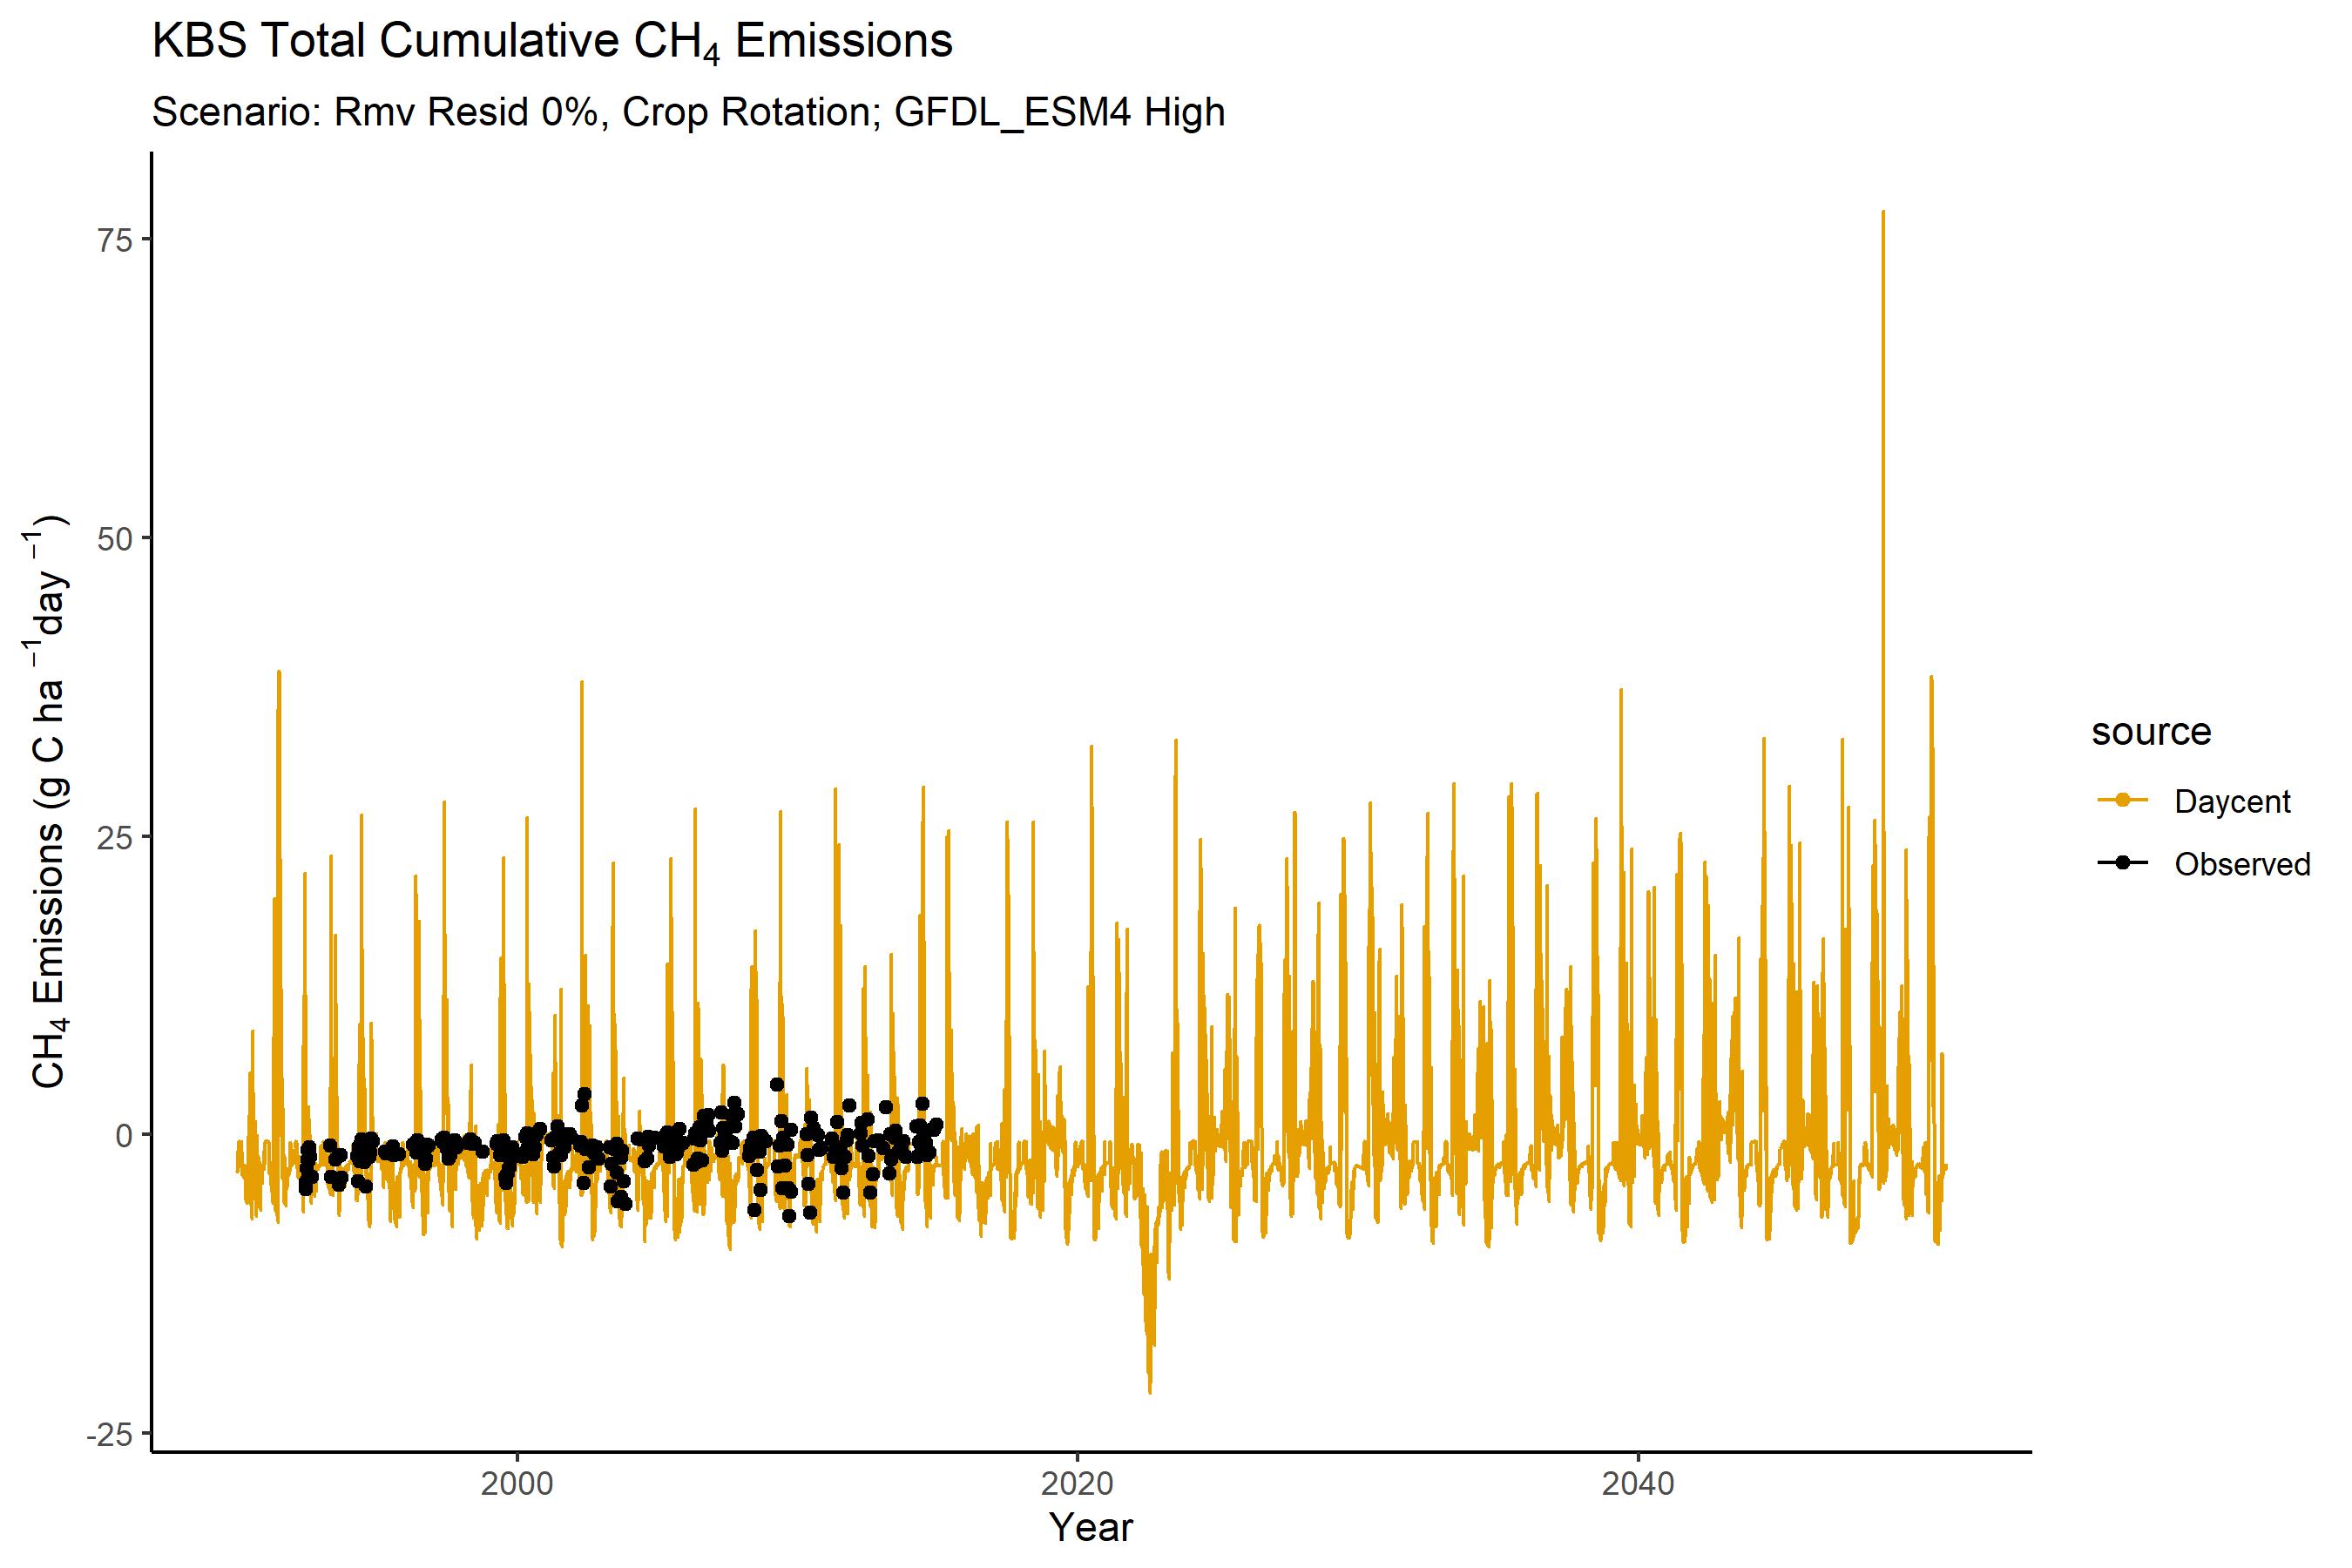 KBS Total Cumulative CH₄ Emissions
Scenario: Rmv Resid 0%, Crop Rotation; GFDL_ESM4 High
CH₄ Emissions (g C ha ⁻¹day ⁻¹)
75
50
25
0
-25
2000
2020
2040
Year
source
Daycent
Observed